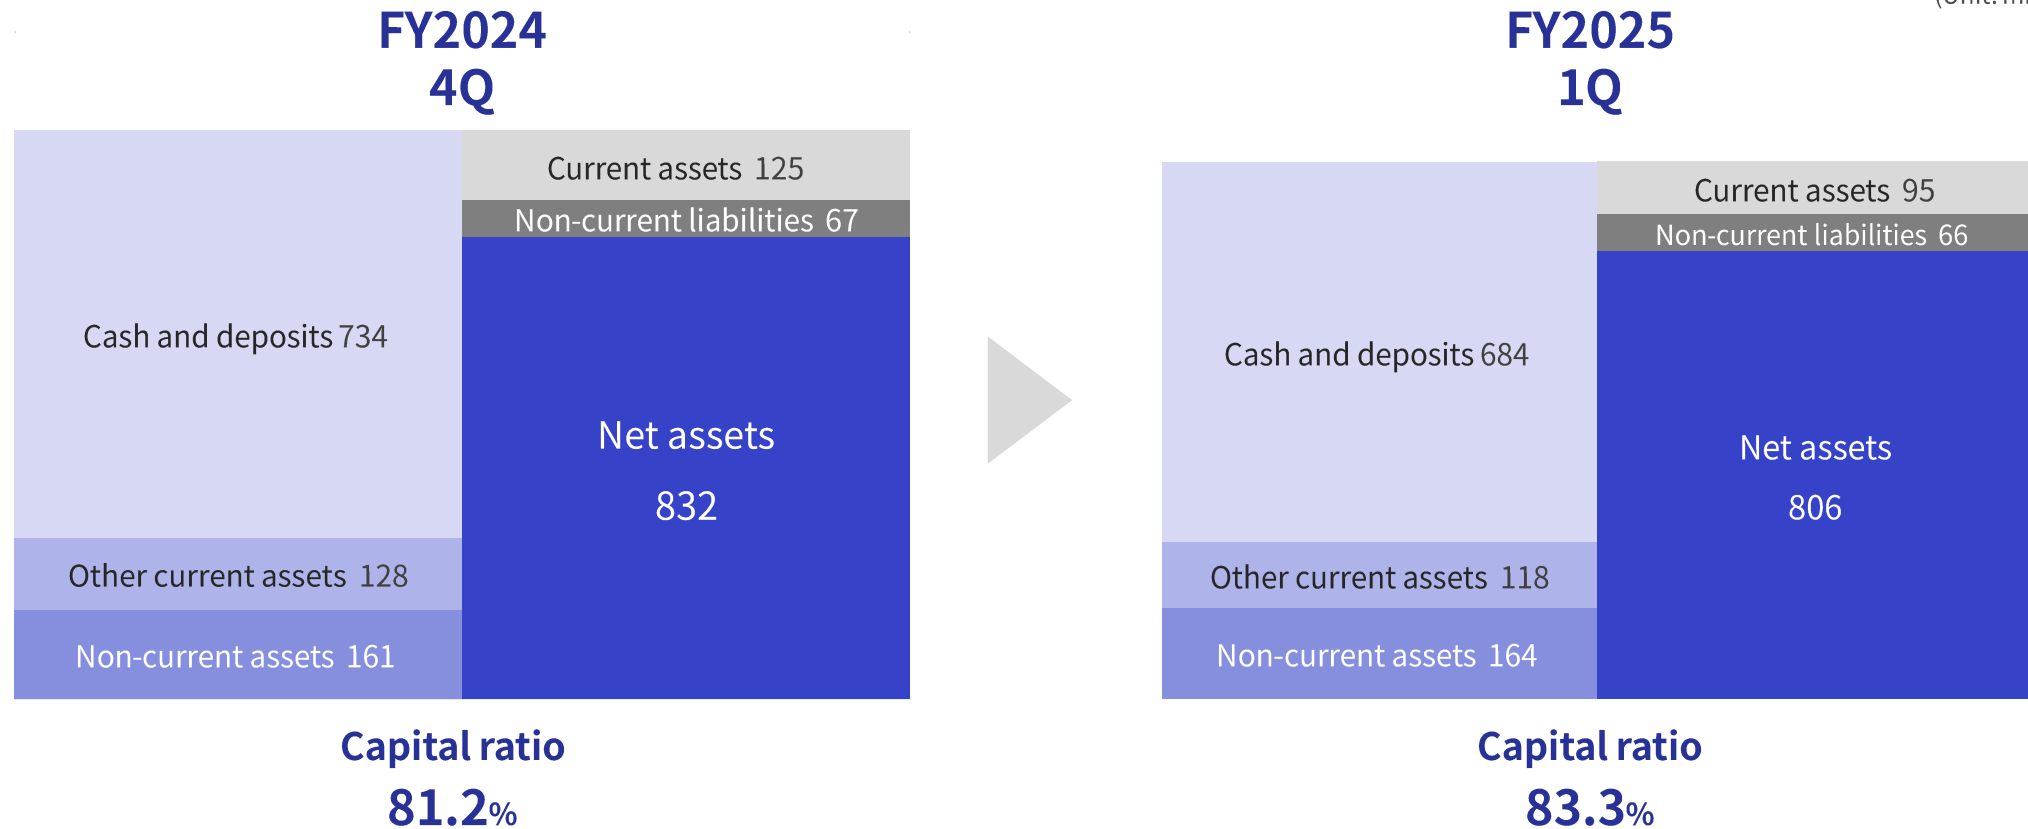 FY2024
4Q
Cash and deposits 734
Other current assets 128
Non-current assets 161
Current assets 125
Non-current liabilities 67
Net assets
832
Capital ratio
81.2%
FY2025
1Q
Cash and deposits 684
Other current assets 118
Non-current assets 164
Current assets 95
Non-current liabilities 66
Net assets
806
Capital ratio
83.3%